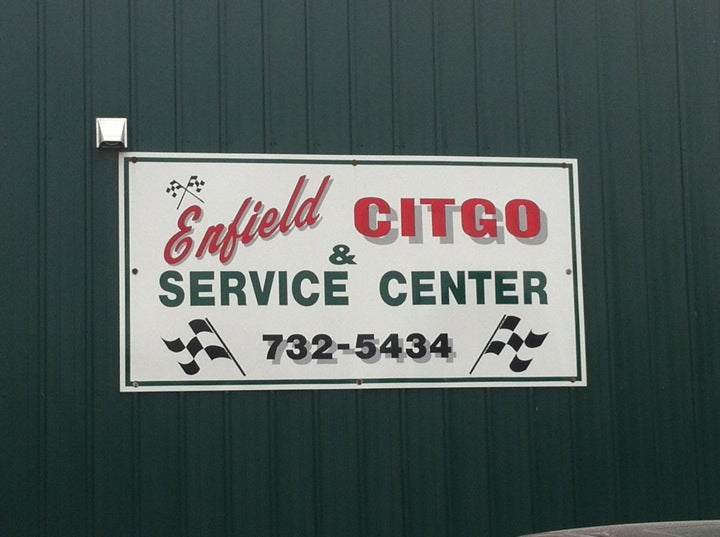 Enfield CITGO
&
SERVICE CENTER
732-5434